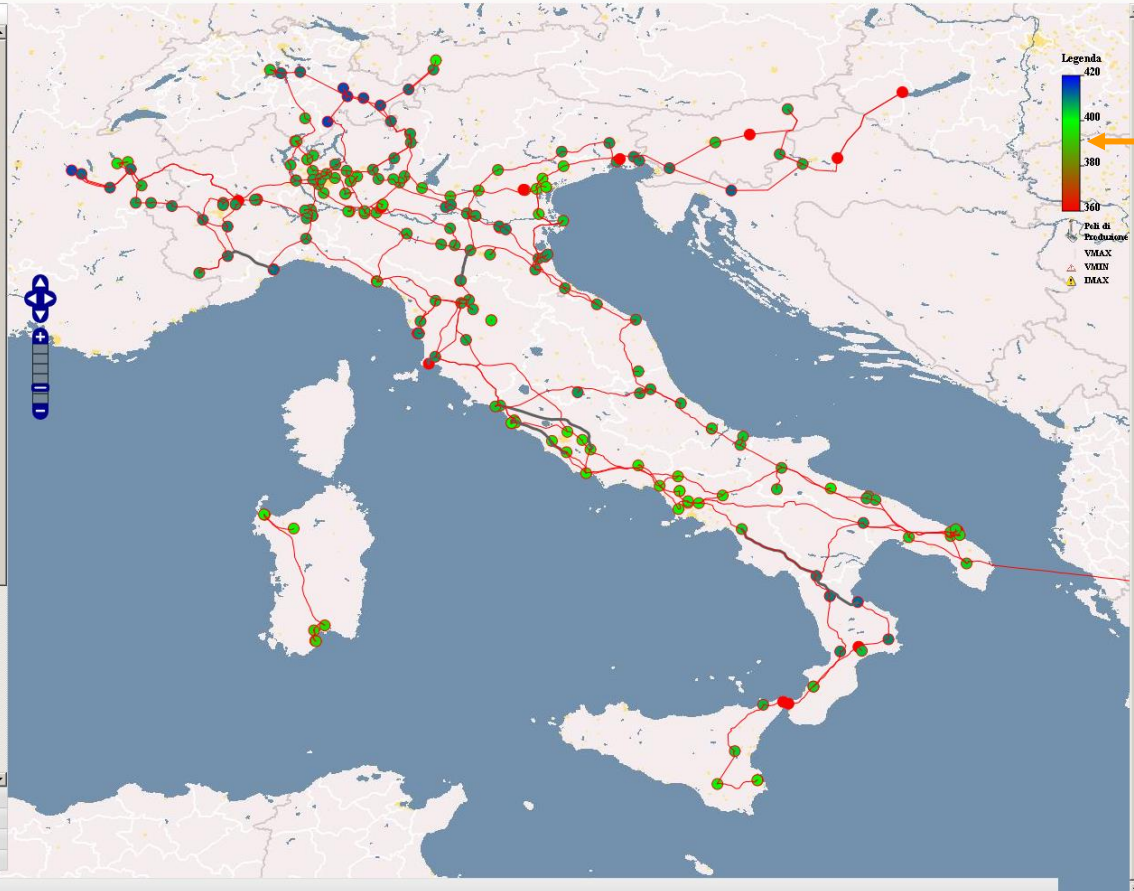 Legenda
420
400
380
360
Poli di
Produzione
VMAX
VMIN
IMAX